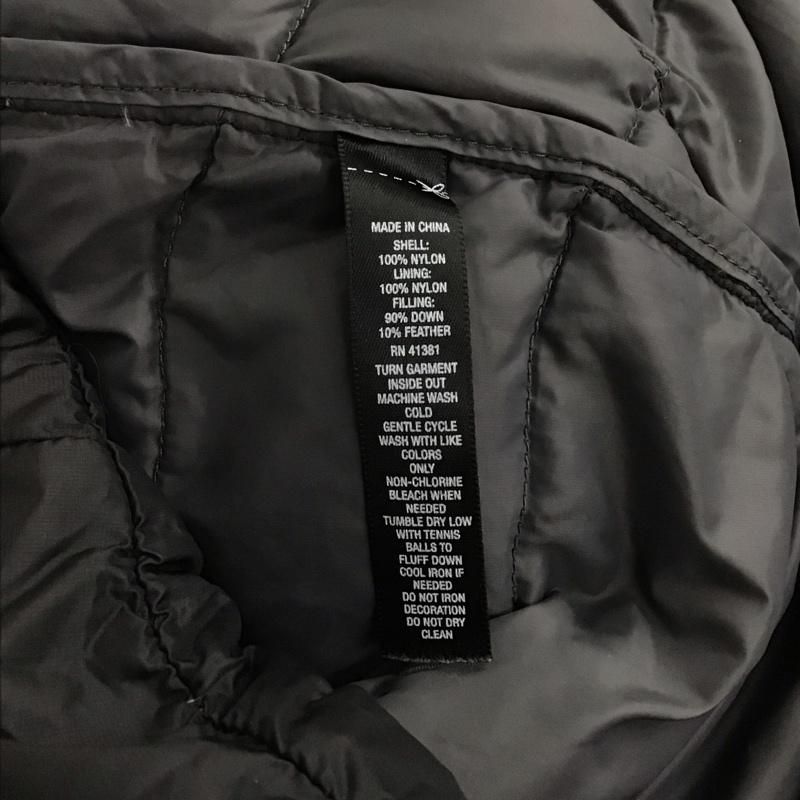 MADE IN CHINA
SHELL:
100% NYLON
LINING:
100% NYLON
FILLING:
90% DOWN
10% FEATHER
RN 41381
TURN GARMENT
INSIDE OUT
MACHINE WASH
COLD
GENTLE CYCLE
WASH WITH LIKE
COLORS
ONLY
NON-CHLORINE
BLEACH WHEN
NEEDED
TUMBLE DRY LOW
WITH TENNIS
BALLS TO
FLUFF DOWN
COOL IRON IF
NEEDED
DO NOT IRON
DECORATION
DO NOT DRY
CLEAN